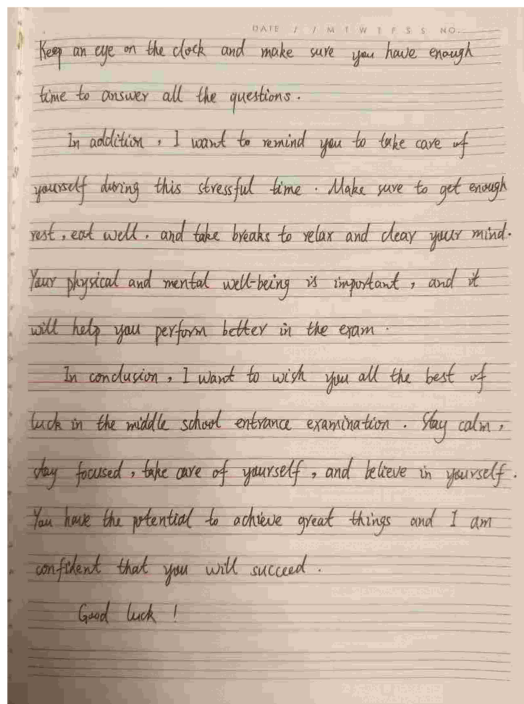 DATE / / M T W T F S S NO.
Keep an eye on the clock and make sure you have enough
time to answer all the questions.
In addition, I want to remind you to take care of
yourself during this stressful time. Make sure to get enough
rest, eat well. and take breaks to relax and clear your mind.
Your physical and mental well-being is important, and it
will help you perform better in the exam.
In conclusion, I want to wish you all the best of
luck in the middle school entrance examination. Stay calm,
stay focused, take care of yourself, and believe in yourself.
You have the potential to achieve great things and I am
confident that you will succeed.
Good luck!